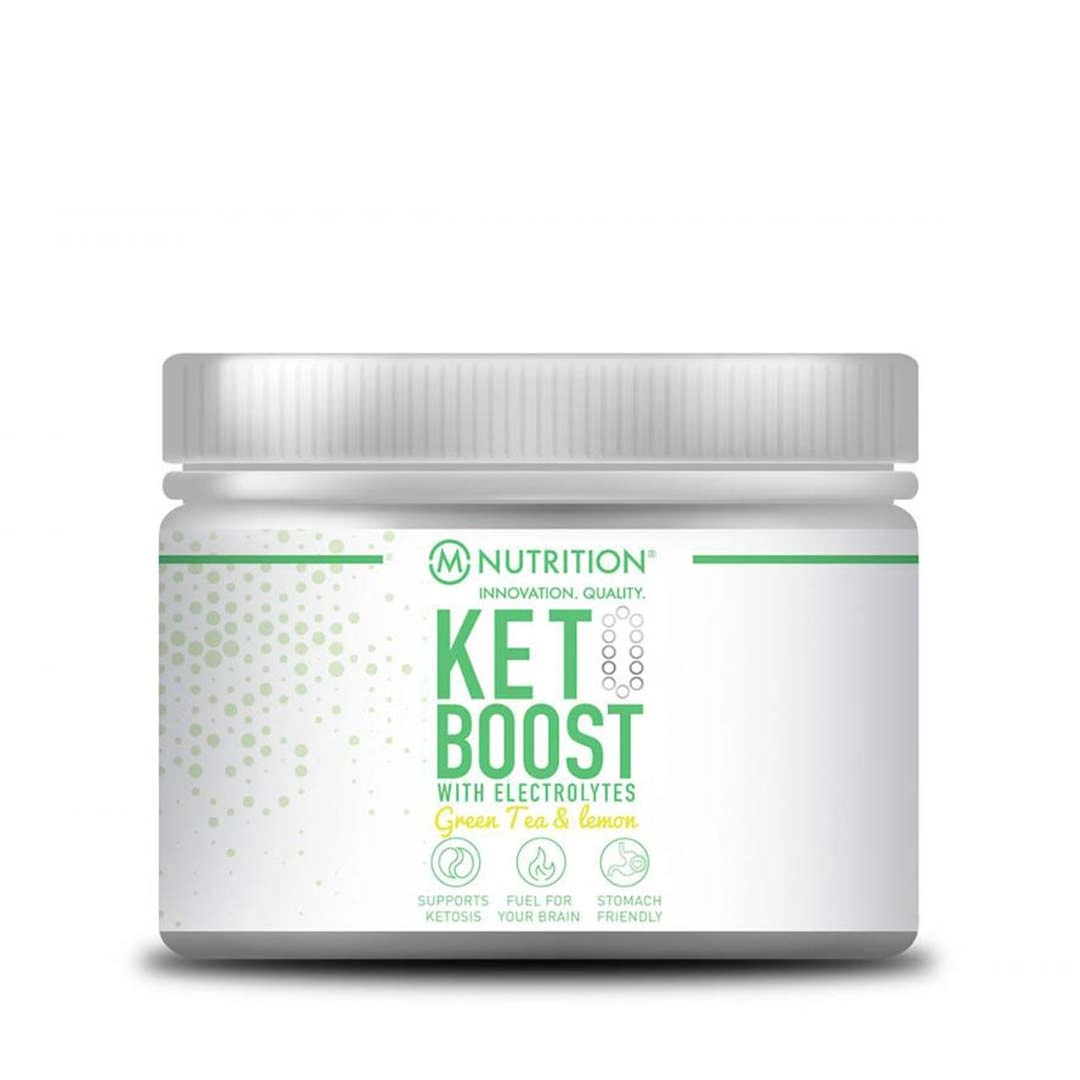 M NUTRITION®
INNOVATION. QUALITY.
KETO
BOOST
WITH ELECTROLYTES
Green Tea & lemon
SUPPORTS KETOSIS
FUEL FOR YOUR BRAIN
STOMACH FRIENDLY